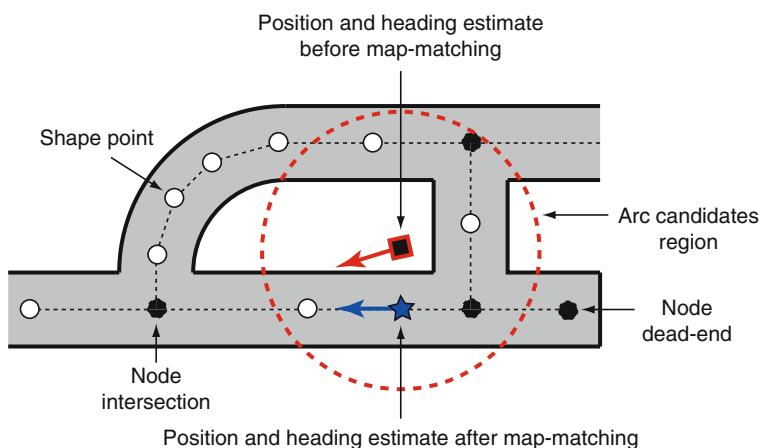 Position and heading estimate
before map-matching
Shape point
Arc candidates
region
Node
dead-end
Node
intersection
Position and heading estimate after map-matching